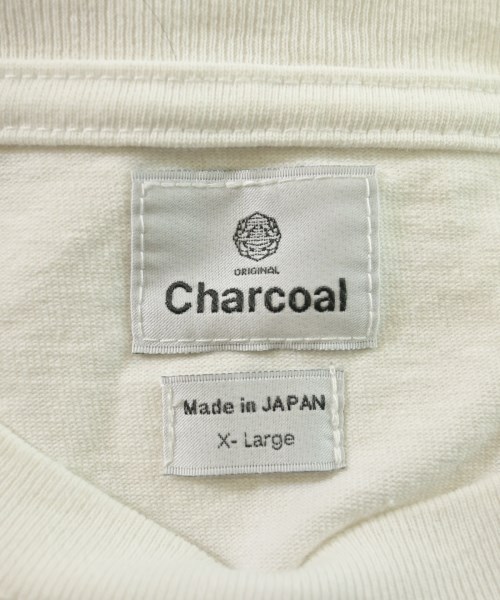 ORIGINAL
Charcoal
Made in JAPAN
X- Large